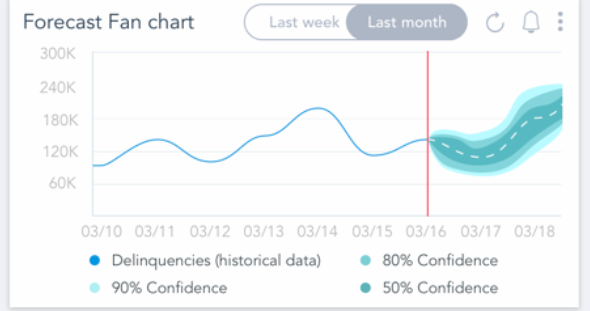 Forecast Fan chart
Last week Last month
300K
240K
180K
120K
60K
03/10 03/11 03/12 03/13 03/14 03/15 03/16 03/17 03/18
Delinquencies (historical data) 80% Confidence
90% Confidence 50% Confidence